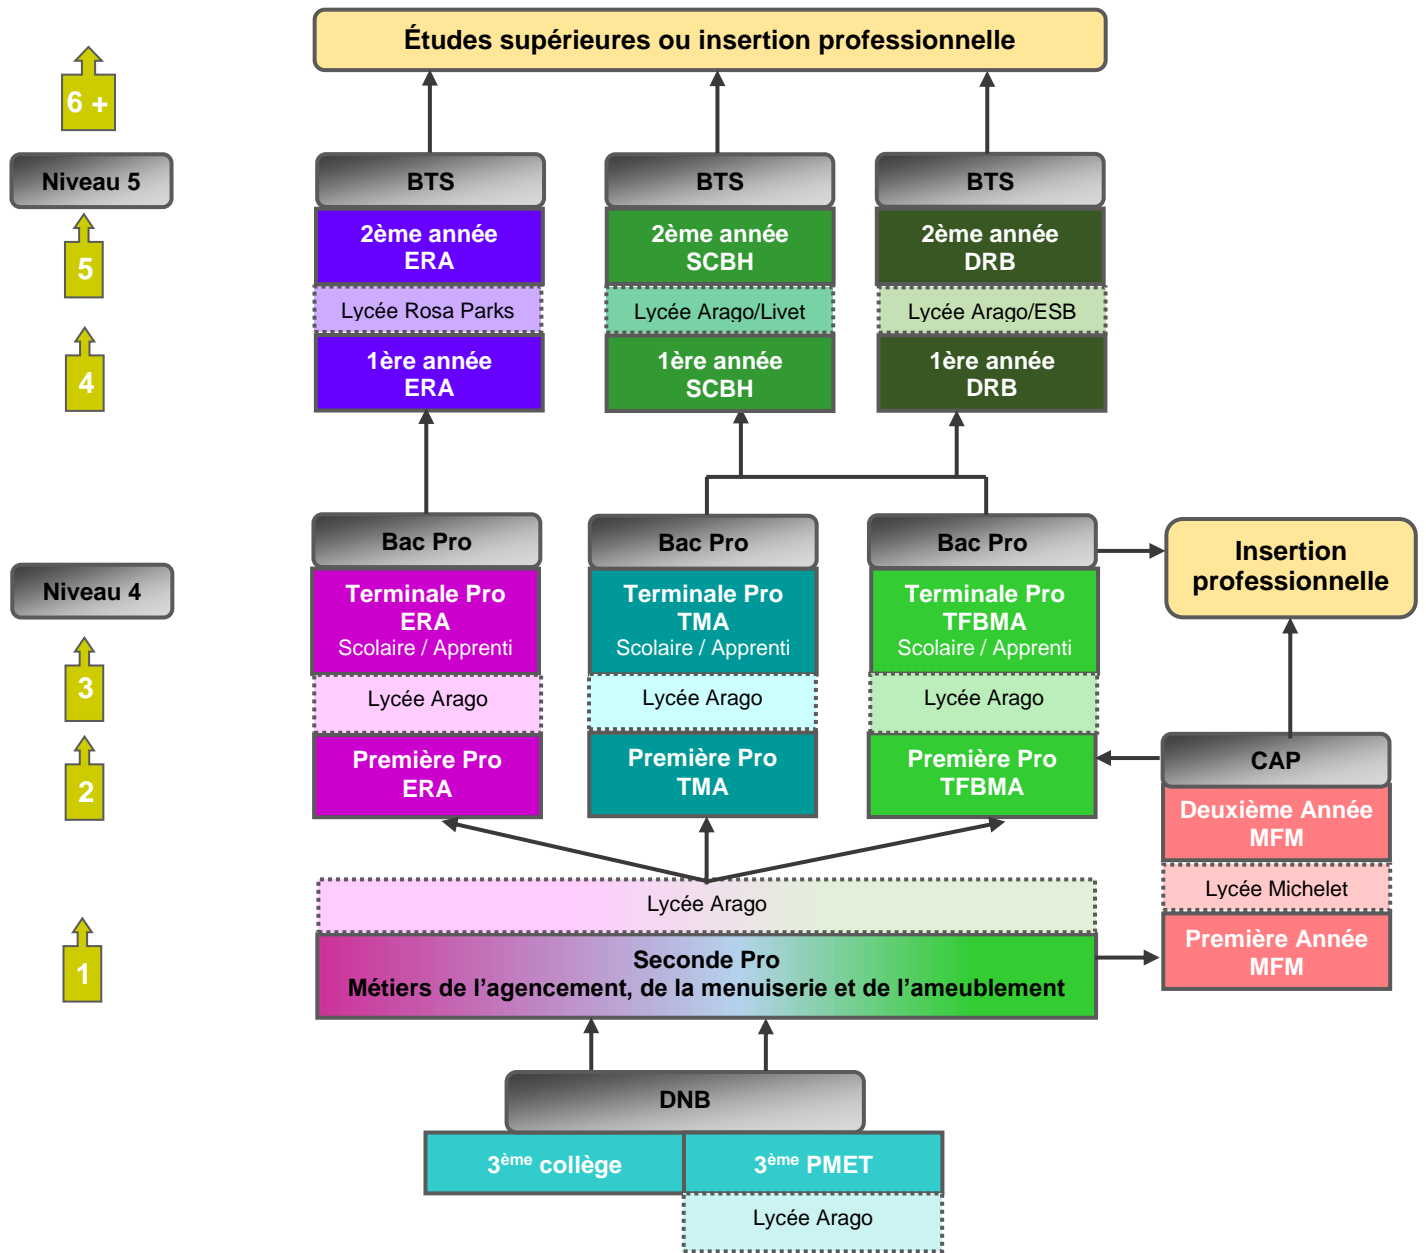 Études supérieures ou insertion professionnelle
6 +
Niveau 5
BTS
BTS
BTS
5
2ème année
ERA
2ème année
SCBH
2ème année
DRB
Lycée Rosa Parks
Lycée Arago/Livet
Lycée Arago/ESB
4
1ère année
ERA
1ère année
SCBH
1ère année
DRB
Bac Pro
Bac Pro
Bac Pro
Insertion
professionnelle
Niveau 4
Terminale Pro
ERA
Scolaire / Apprenti
Terminale Pro
TMA
Scolaire / Apprenti
Terminale Pro
TFBMA
Scolaire / Apprenti
3
Lycée Arago
Lycée Arago
Lycée Arago
2
Première Pro
ERA
Première Pro
TMA
Première Pro
TFBMA
CAP
Deuxième Année
MFM
Lycée Michelet
Première Année
MFM
Lycée Arago
1
Seconde Pro
Métiers de l’agencement, de la menuiserie et de l’ameublement
DNB
3ème collège
3ème PMET
Lycée Arago